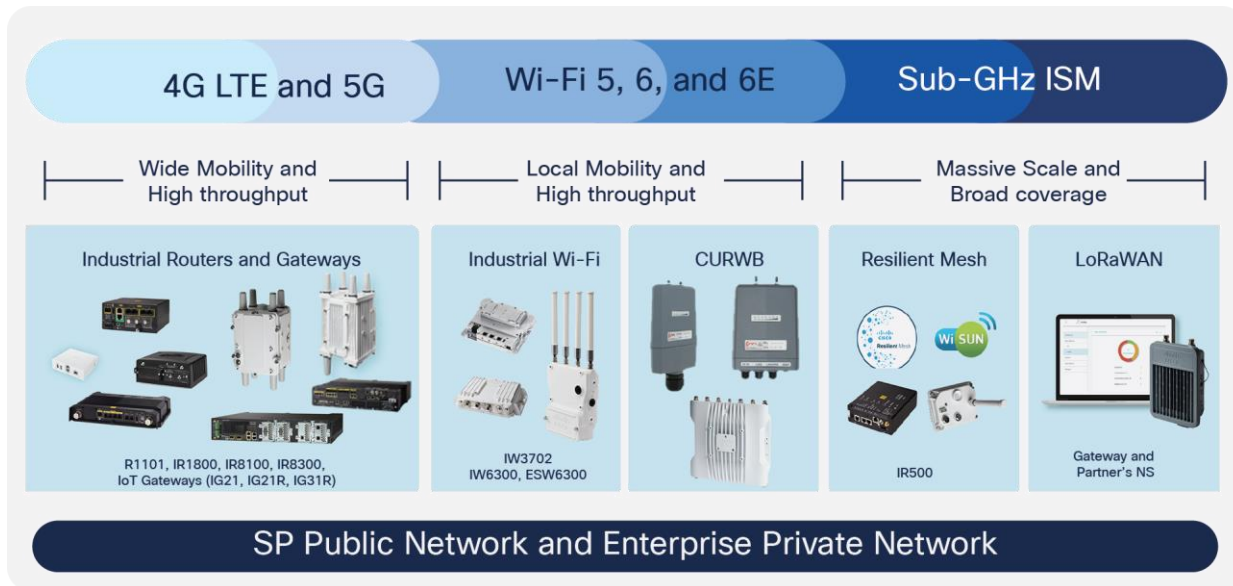 4G LTE and 5G
Wi-Fi 5, 6, and 6E
Sub-GHz ISM
Wide Mobility and
High throughput
Local Mobility and
High throughput
Massive Scale and
Broad coverage
Industrial Routers and Gateways
R1101, IR1800, IR8100, IR8300,
IoT Gateways (IG21, IG21R, IG31R)
Industrial Wi-Fi
IW3702
IW6300, ESW6300
CURWB
Resilient Mesh
CISCO
Resilient Mesh
Wi SUN
IR500
LoRaWAN
Gateway and
Partner's NS
SP Public Network and Enterprise Private Network